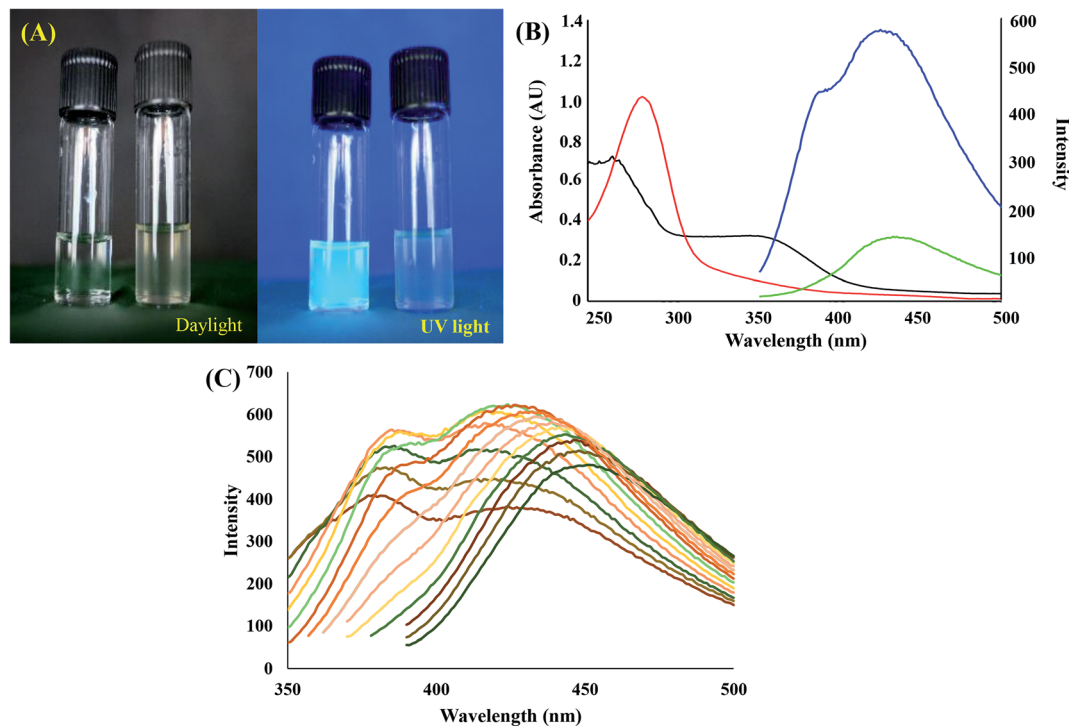 (A)
Daylight
UV light
(B)
1.4
1.2
1.0
0.8
0.6
0.4
0.2
0
Absorbance (AU)
600
500
400
300
200
100
Intensity
250 300 350 400 450 500
Wavelength (nm)
(C)
700
600
500
400
300
200
100
0
Intensity
350 400 450 500
Wavelength (nm)